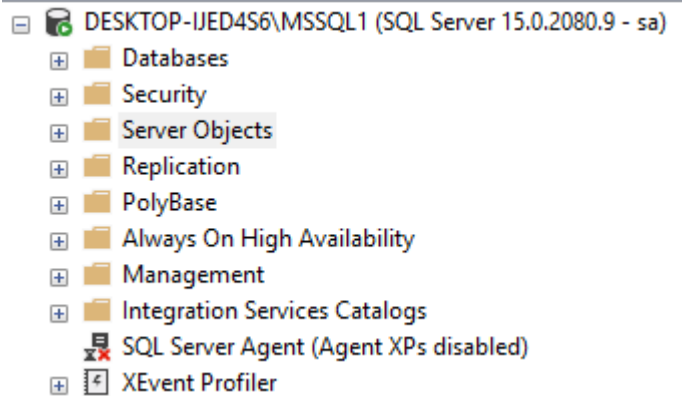 DESKTOP-IJED4S6\MSSQL1 (SQL Server 15.0.2080.9 - sa)
Databases
Security
Server Objects
Replication
PolyBase
Always On High Availability
Management
Integration Services Catalogs
SQL Server Agent (Agent XPs disabled)
XEvent Profiler